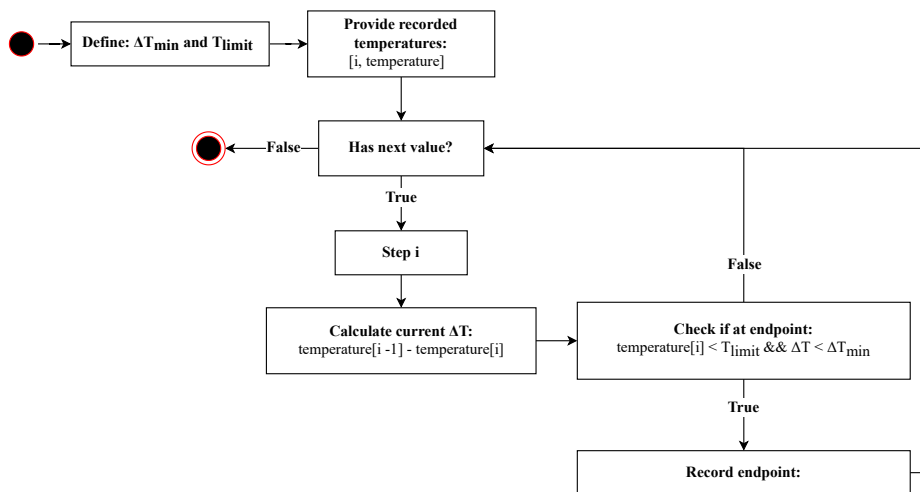 Define: ΔTmin and Tlimit
Provide recorded
temperatures:
[i, temperature]
False
Has next value?
True
Step i
False
Calculate current ΔT:
temperature[i -1] - temperature[i]
Check if at endpoint:
temperature[i] < Tlimit && ΔT < ΔTmin
True
Record endpoint: